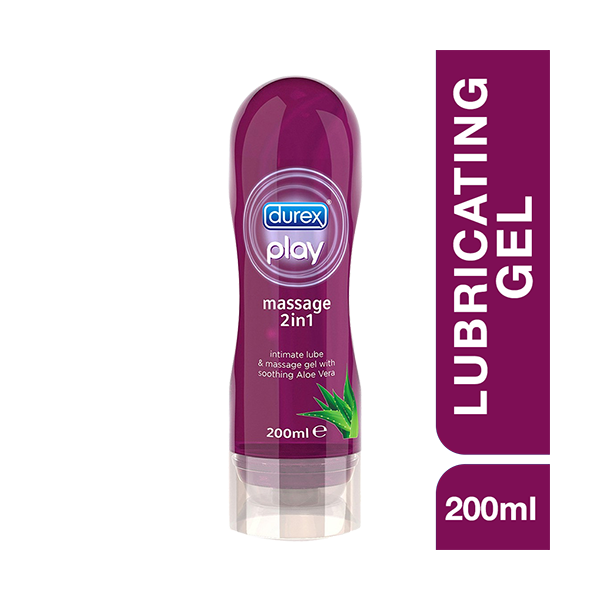 durex
play
massage
2in1
intimate lube
& massage gel with
soothing Aloe Vera
200ml ℮
LUBRICATING
GEL
200ml